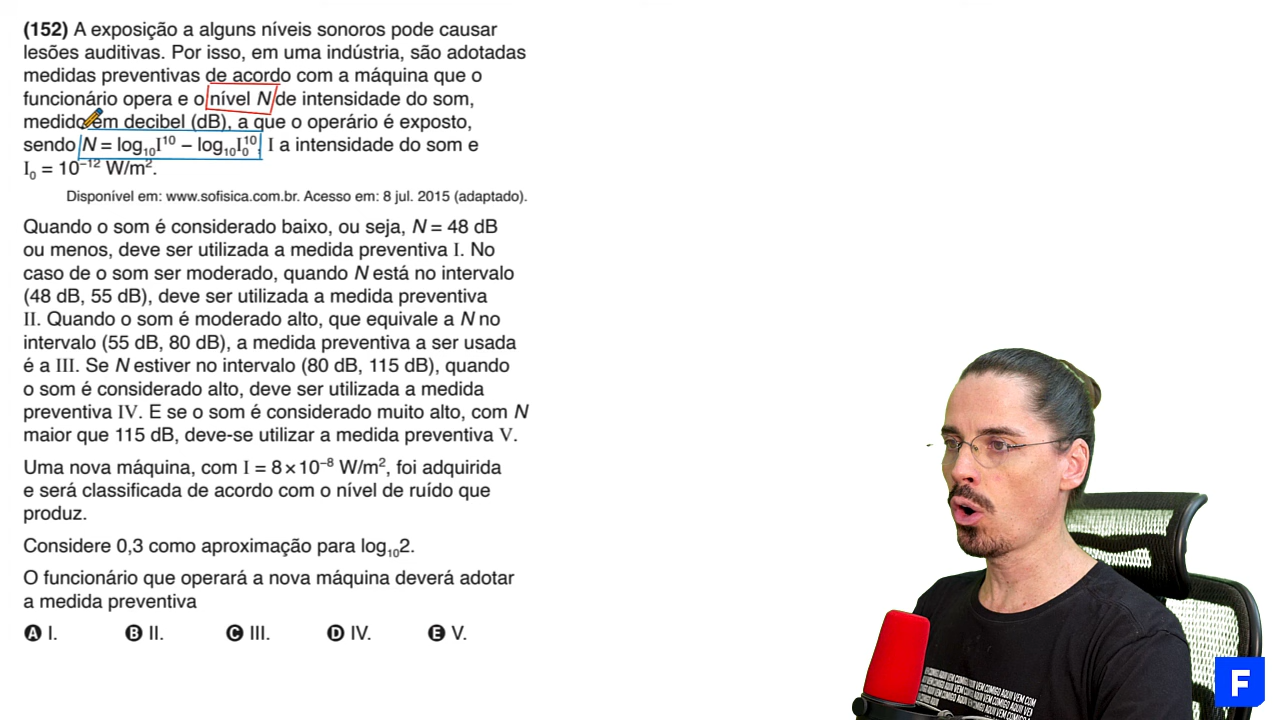 (152) A exposição a alguns níveis sonoros pode causar
lesões auditivas. Por isso, em uma indústria, são adotadas
medidas preventivas de acordo com a máquina que o
funcionário opera e o nível N de intensidade do som,
medido em decibel (dB), a que o operário é exposto,
sendo N = log₁₀I¹⁰ − log₁₀I₀¹⁰, I a intensidade do som e
I₀ = 10⁻¹² W/m².
Disponível em: www.sofisica.com.br. Acesso em: 8 jul. 2015 (adaptado).
Quando o som é considerado baixo, ou seja, N = 48 dB
ou menos, deve ser utilizada a medida preventiva I. No
caso de o som ser moderado, quando N está no intervalo
(48 dB, 55 dB), deve ser utilizada a medida preventiva
II. Quando o som é moderado alto, que equivale a N no
intervalo (55 dB, 80 dB), a medida preventiva a ser usada
é a III. Se N estiver no intervalo (80 dB, 115 dB), quando
o som é considerado alto, deve ser utilizada a medida
preventiva IV. E se o som é considerado muito alto, com N
maior que 115 dB, deve-se utilizar a medida preventiva V.
Uma nova máquina, com I = 8×10⁻⁸ W/m², foi adquirida
e será classificada de acordo com o nível de ruído que
produz.
Considere 0,3 como aproximação para log₁₀2.
O funcionário que operará a nova máquina deverá adotar
a medida preventiva
A I. B II. C III. D IV. E V.
VEM COMIGO AQUI VEM COM
F